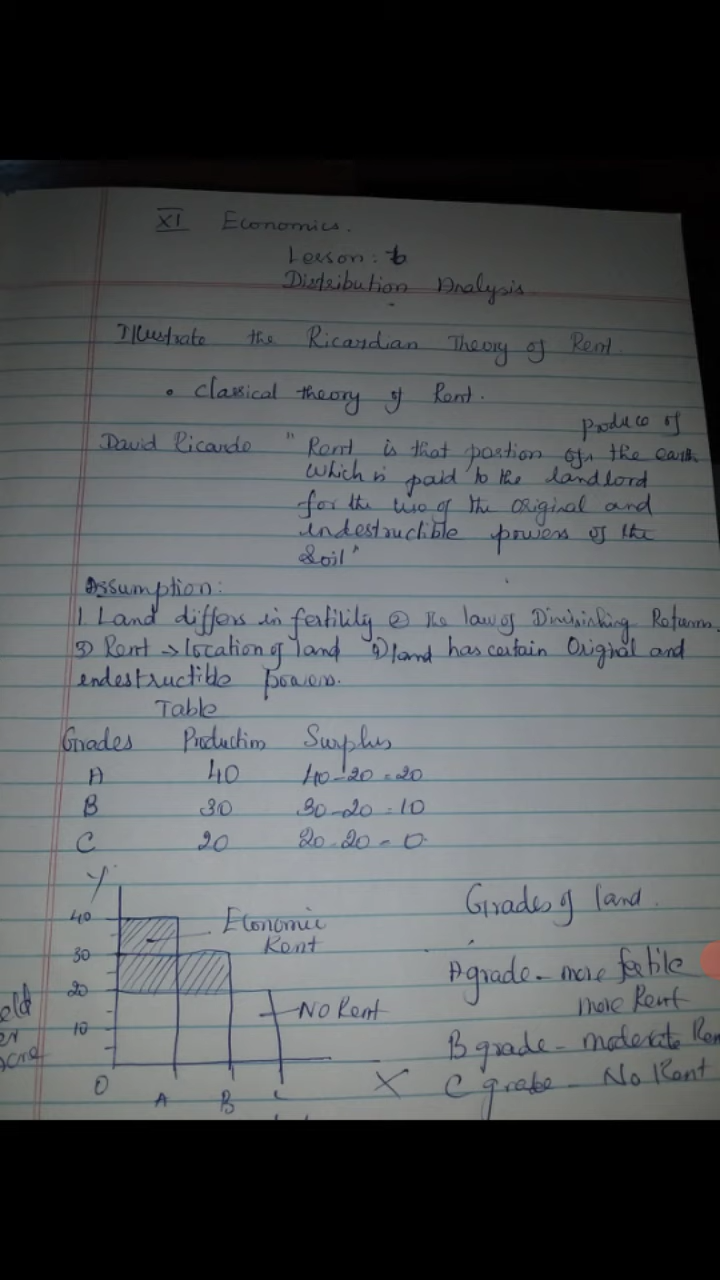 XI Economics.
Lesson : 6
Distribution Analysis
Illustrate the Ricardian Theory of Rent.
• Classical theory of Rent.
produce of
David Ricardo " Rent is that portion of the earth
which is paid to the landlord
for the use of the original and
indestructible powers of the
Soil"
Assumption :
1. Land differs in fertility ② The law of Diminishing Returns.
3) Rent → location of land 4) land has certain Original and
endestructible powers.
Table
Grades Production Surplus
A 40 40-20 = 20
B 30 30-20 = 10
C 20 20-20 = 0
Y
40
30
20
10
O
A B C
X
Economic
Rent
No Rent
eld
er
acre
Grades of land.
A grade - more fertile
more Rent
B grade - moderate Ren
C grade - No Rent